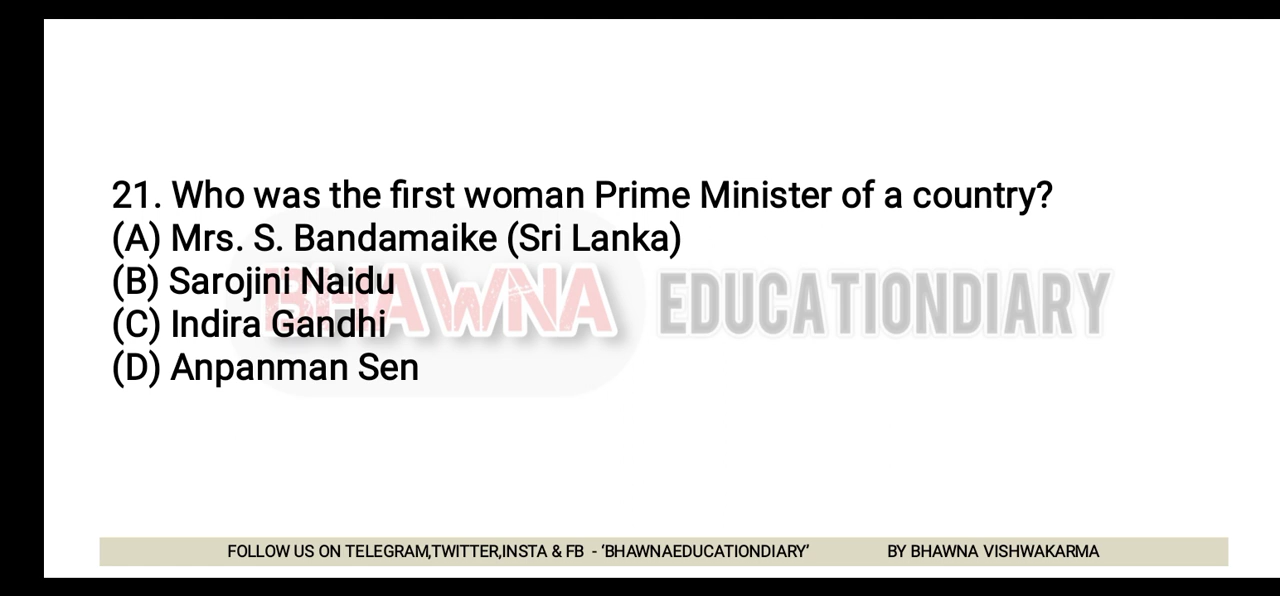 21. Who was the first woman Prime Minister of a country?
(A) Mrs. S. Bandamaike (Sri Lanka)
(B) Sarojini Naidu
(C) Indira Gandhi
(D) Anpanman Sen
BHAWNA EDUCATIONDIARY
FOLLOW US ON TELEGRAM,TWITTER,INSTA & FB - ‘BHAWNAEDUCATIONDIARY’ BY BHAWNA VISHWAKARMA